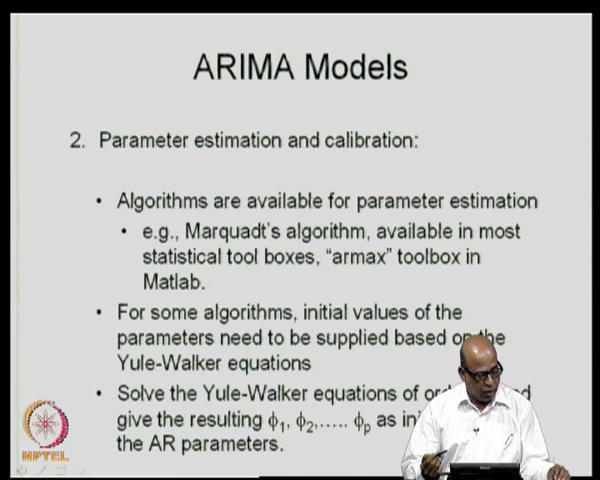 ARIMA Models
2. Parameter estimation and calibration:
• Algorithms are available for parameter estimation
• e.g., Marquadt's algorithm, available in most
statistical tool boxes, "armax" toolbox in
Matlab.
• For some algorithms, initial values of the
parameters need to be supplied based on the
Yule-Walker equations
• Solve the Yule-Walker equations of
give the resulting ϕ1, ϕ2,..... ϕp as
the AR parameters.
NPTEL